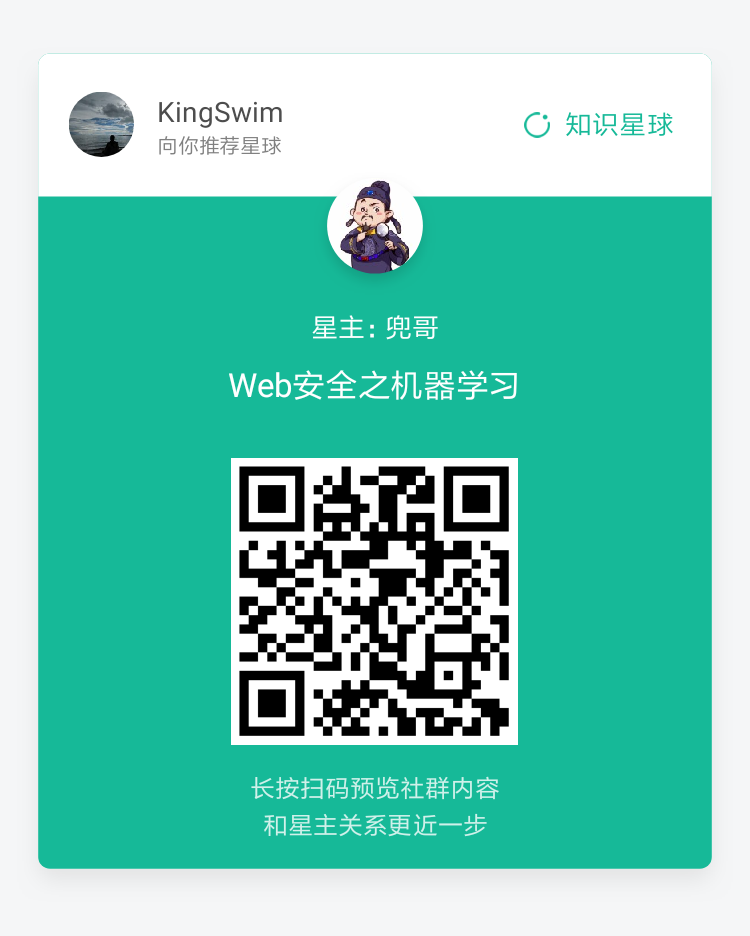 KingSwim
向你推荐星球
知识星球
星主: 兜哥
Web安全之机器学习
长按扫码预览社群内容
和星主关系更近一步